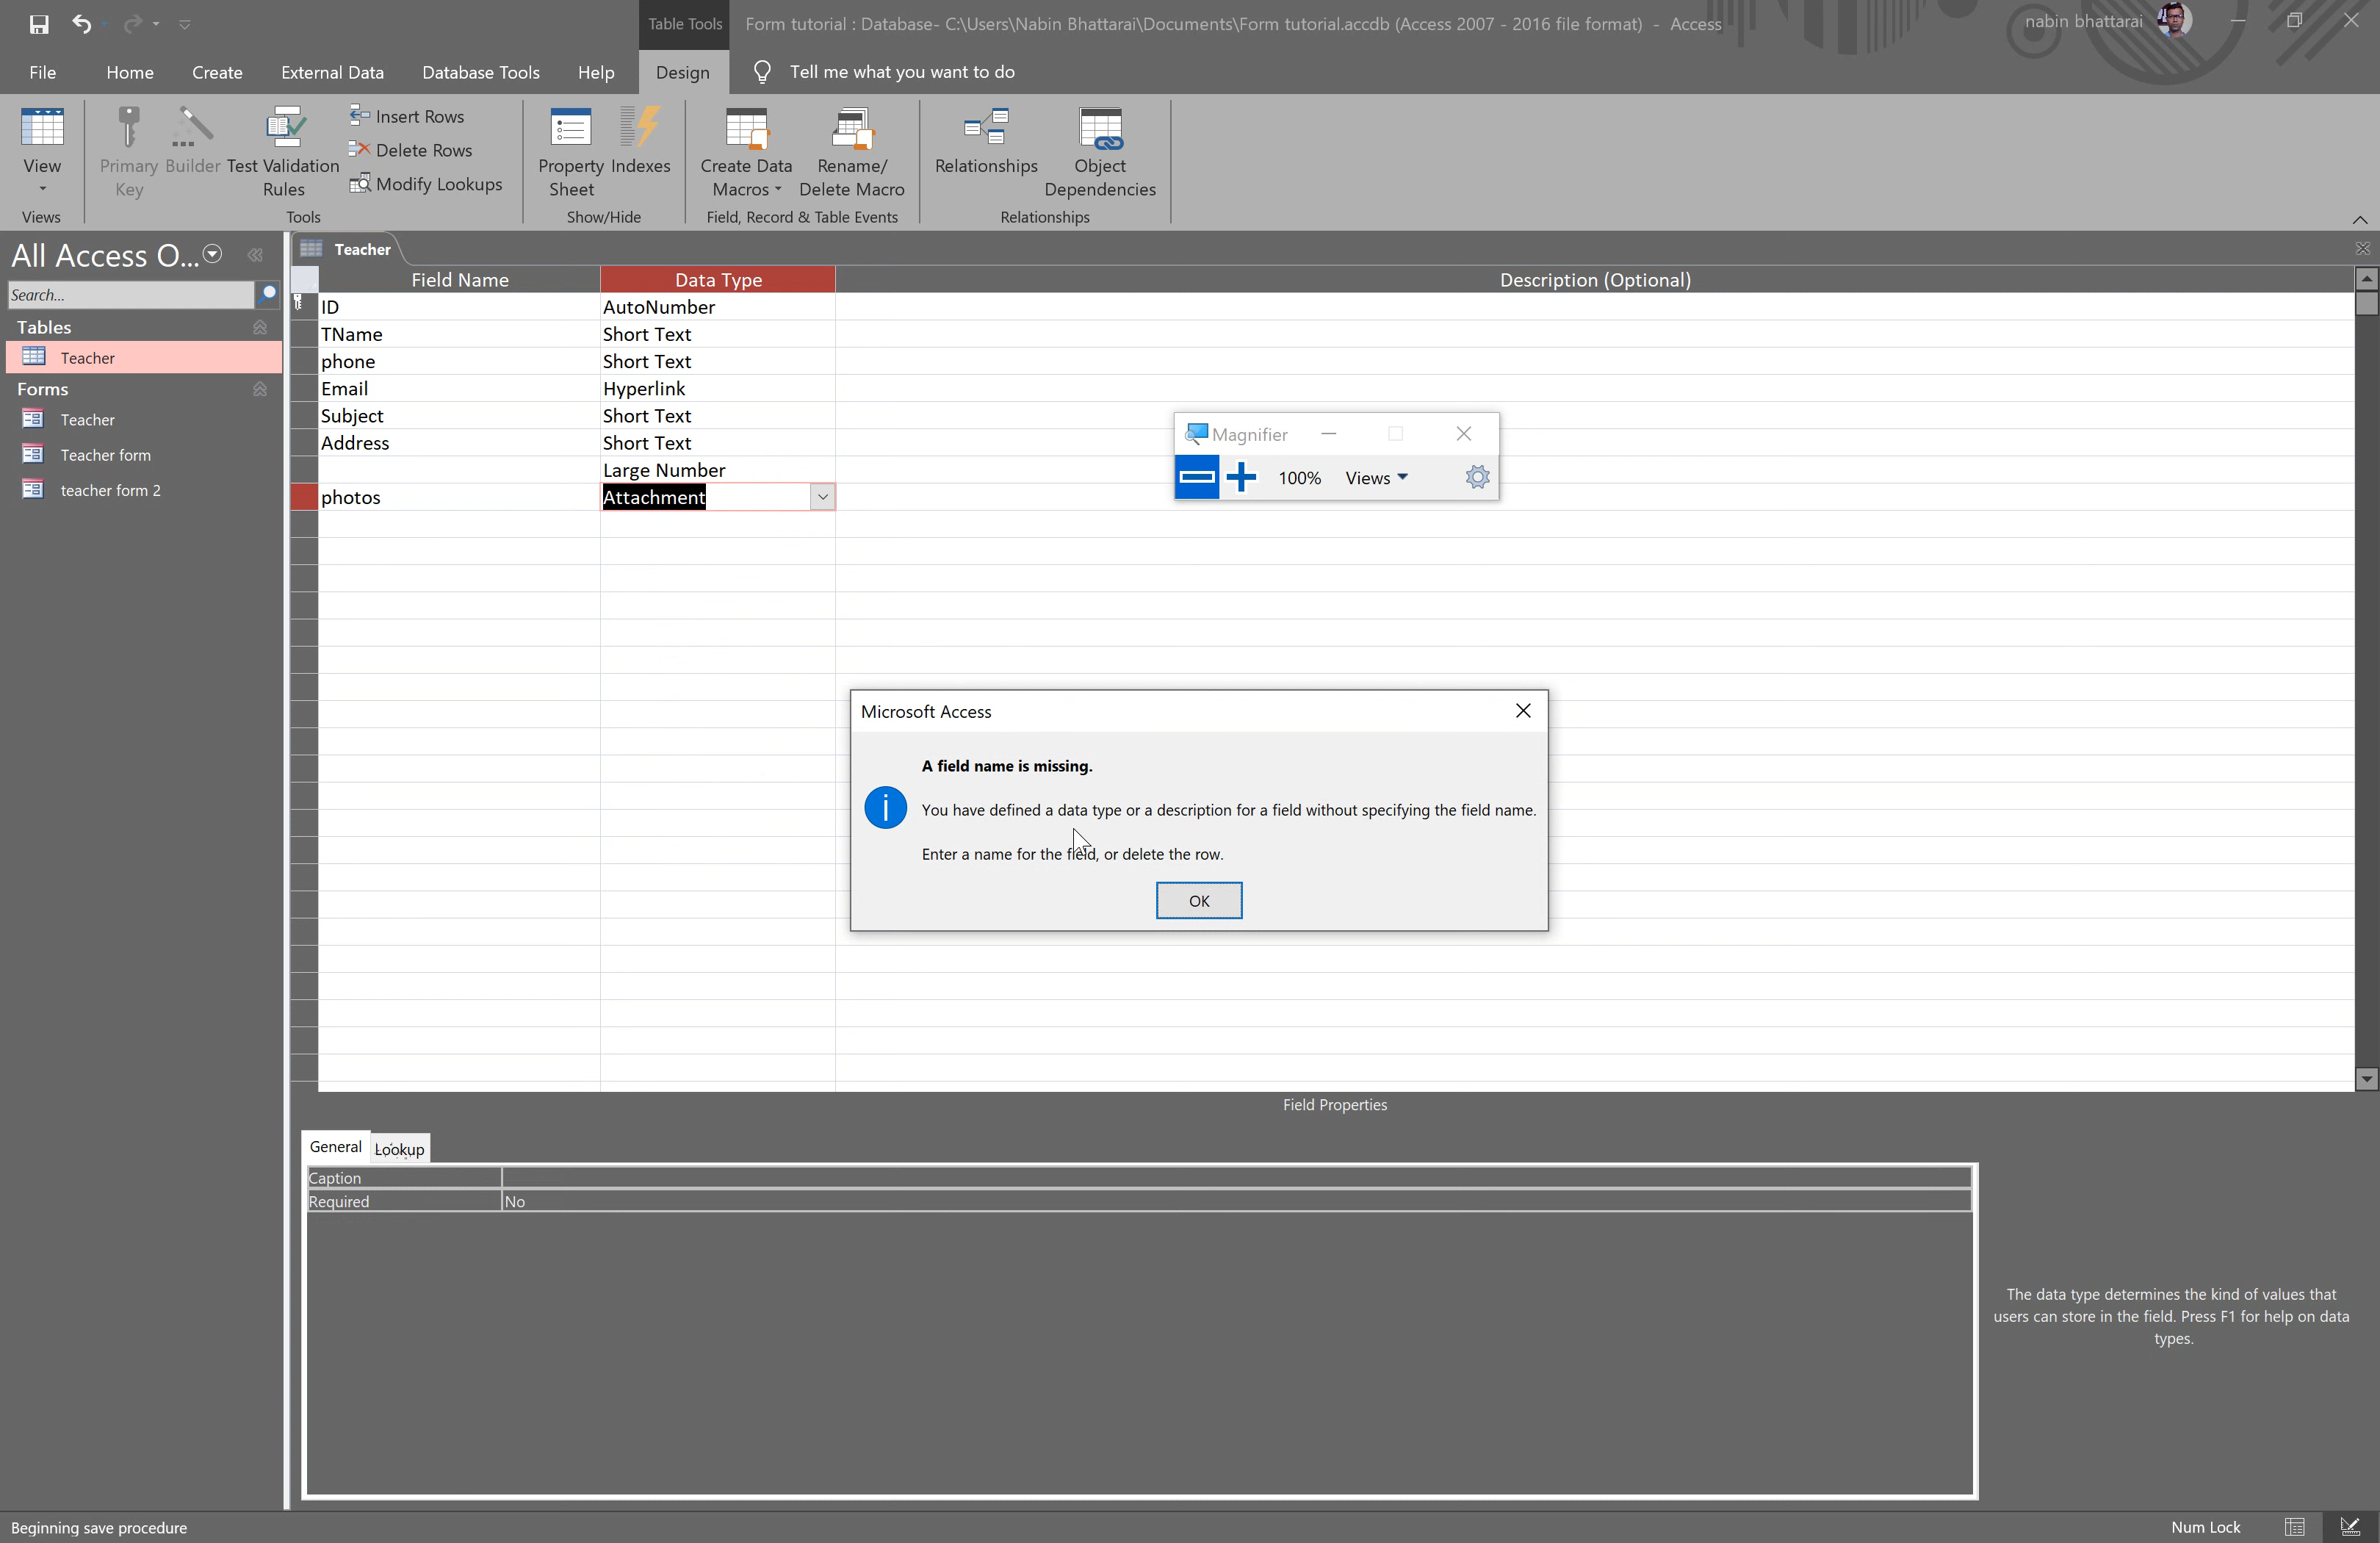 Table Tools
Form tutorial : Database- C:\Users\Nabin Bhattarai\Documents\Form tutorial.accdb (Access 2007 - 2016 file format) - Access
nabin bhattarai
File Home Create External Data Database Tools Help Design Tell me what you want to do
View
Primary Key
Builder
Test Validation Rules
Insert Rows
Delete Rows
Modify Lookups
Property Sheet
Indexes
Create Data Macros
Rename/ Delete Macro
Relationships
Object Dependencies
Views
Tools
Show/Hide
Field, Record & Table Events
Relationships
All Access O...
Search...
Tables
Teacher
Forms
Teacher
Teacher form
teacher form 2
Teacher
Field Name Data Type Description (Optional)
ID AutoNumber
TName Short Text
phone Short Text
Email Hyperlink
Subject Short Text
Address Short Text
Large Number
photos Attachment
Magnifier
100% Views
Microsoft Access
A field name is missing.
You have defined a data type or a description for a field without specifying the field name.
Enter a name for the field, or delete the row.
OK
Field Properties
General Lookup
Caption
Required No
The data type determines the kind of values that
users can store in the field. Press F1 for help on data
types.
Beginning save procedure
Num Lock